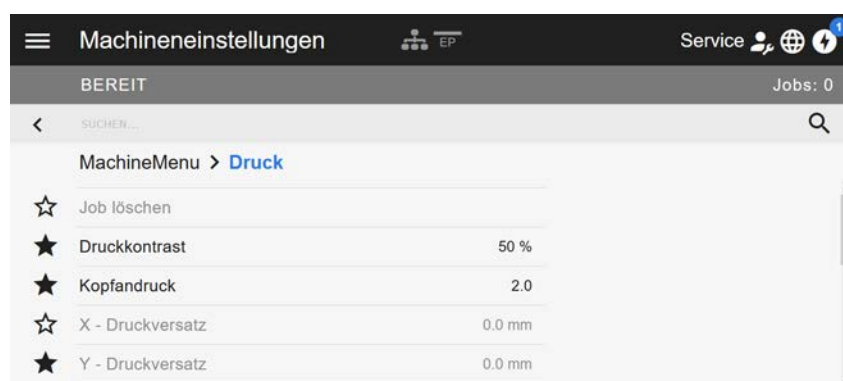 Machineneinstellungen EP Service 1
BEREIT Jobs: 0
SUCHEN...
MachineMenu > Druck
Job löschen
Druckkontrast 50 %
Kopfandruck 2.0
X - Druckversatz 0.0 mm
Y - Druckversatz 0.0 mm